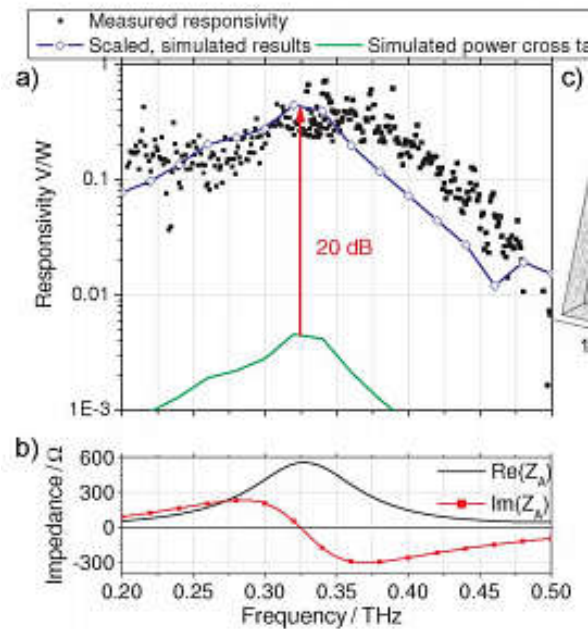 Measured responsivity
Scaled, simulated results
Simulated power cross ta
a)
c)
Responsivity V/W
1
0.1
0.01
1E-3
20 dB
1
b)
Impedance / Ω
600
300
0
-300
Re(Z_A)
Im(Z_A)
0.20 0.25 0.30 0.35 0.40 0.45 0.50
Frequency / THz